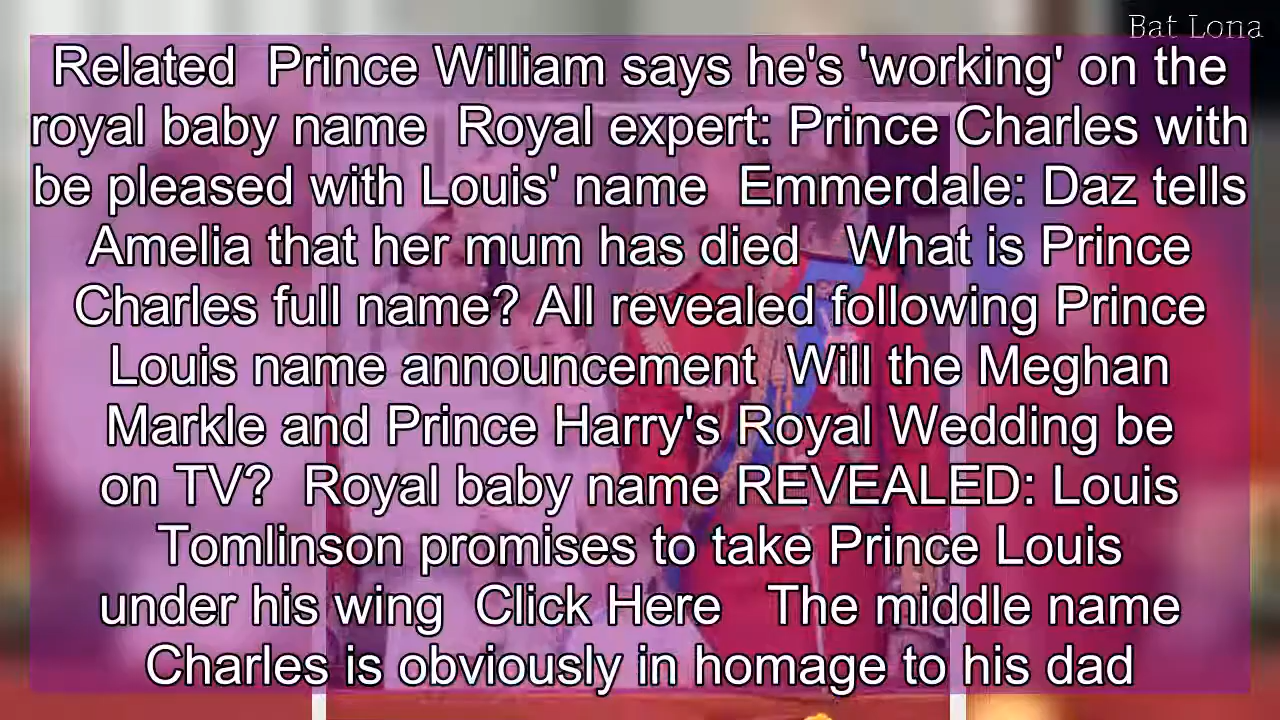 Bat Lona
Related  Prince William says he's 'working' on the
royal baby name  Royal expert: Prince Charles with
be pleased with Louis' name  Emmerdale: Daz tells
Amelia that her mum has died   What is Prince
Charles full name? All revealed following Prince
Louis name announcement  Will the Meghan
Markle and Prince Harry's Royal Wedding be
on TV?  Royal baby name REVEALED: Louis
Tomlinson promises to take Prince Louis
under his wing  Click Here   The middle name
Charles is obviously in homage to his dad